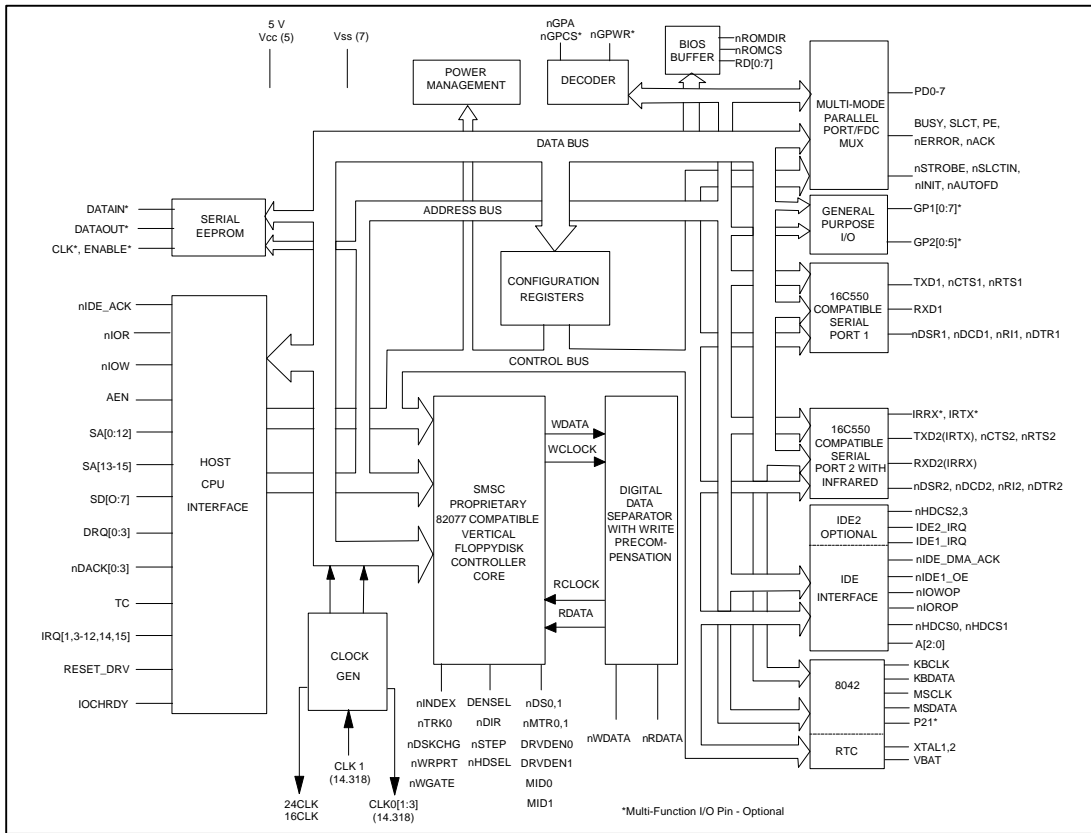 5 V
Vcc (5)
Vss (7)
nGPA
nGPCS*
nGPWR*
DECODER
BIOS
BUFFER
nROMDIR
nROMCS
RD[0:7]
POWER
MANAGEMENT
MULTI-MODE
PARALLEL
PORT/FDC
MUX
PD0-7
BUSY, SLCT, PE,
nERROR, nACK
nSTROBE, nSLCTIN,
nINIT, nAUTOFD
DATA BUS
ADDRESS BUS
DATAIN*
DATAOUT*
CLK*, ENABLE*
SERIAL
EEPROM
GENERAL
PURPOSE
I/O
GP1[0:7]*
GP2[0:5]*
CONFIGURATION
REGISTERS
CONTROL BUS
16C550
COMPATIBLE
SERIAL
PORT 1
TXD1, nCTS1, nRTS1
RXD1
nDSR1, nDCD1, nRI1, nDTR1
nIDE_ACK
nIOR
nIOW
AEN
SA[0:12]
SA[13-15]
SD[O:7]
DRQ[0:3]
nDACK[0:3]
TC
IRQ[1,3-12,14,15]
RESET_DRV
IOCHRDY
HOST
CPU
INTERFACE
SMSC
PROPRIETARY
82077 COMPATIBLE
VERTICAL
FLOPPYDISK
CONTROLLER
CORE
WDATA
WCLOCK
RCLOCK
RDATA
DIGITAL
DATA
SEPARATOR
WITH WRITE
PRECOM-
PENSATION
16C550
COMPATIBLE
SERIAL
PORT 2 WITH
INFRARED
IRRX*, IRTX*
TXD2(IRTX), nCTS2, nRTS2
RXD2(IRRX)
nDSR2, nDCD2, nRI2, nDTR2
IDE2
OPTIONAL
nHDCS2,3
IDE2_IRQ
IDE1_IRQ
IDE
INTERFACE
nIDE_DMA_ACK
nIDE1_OE
nIOWOP
nIOROP
nHDCS0, nHDCS1
A[2:0]
8042
KBCLK
KBDATA
MSCLK
MSDATA
P21*
RTC
XTAL1,2
VBAT
CLOCK
GEN
CLK 1
(14.318)
24CLK
16CLK
CLK0[1:3]
(14.318)
nINDEX
nTRK0
nDSKCHG
nWRPRT
nWGATE
DENSEL
nDIR
nSTEP
nHDSEL
nDS0,1
nMTR0,1
DRVDEN0
DRVDEN1
MID0
MID1
nWDATA
nRDATA
*Multi-Function I/O Pin - Optional